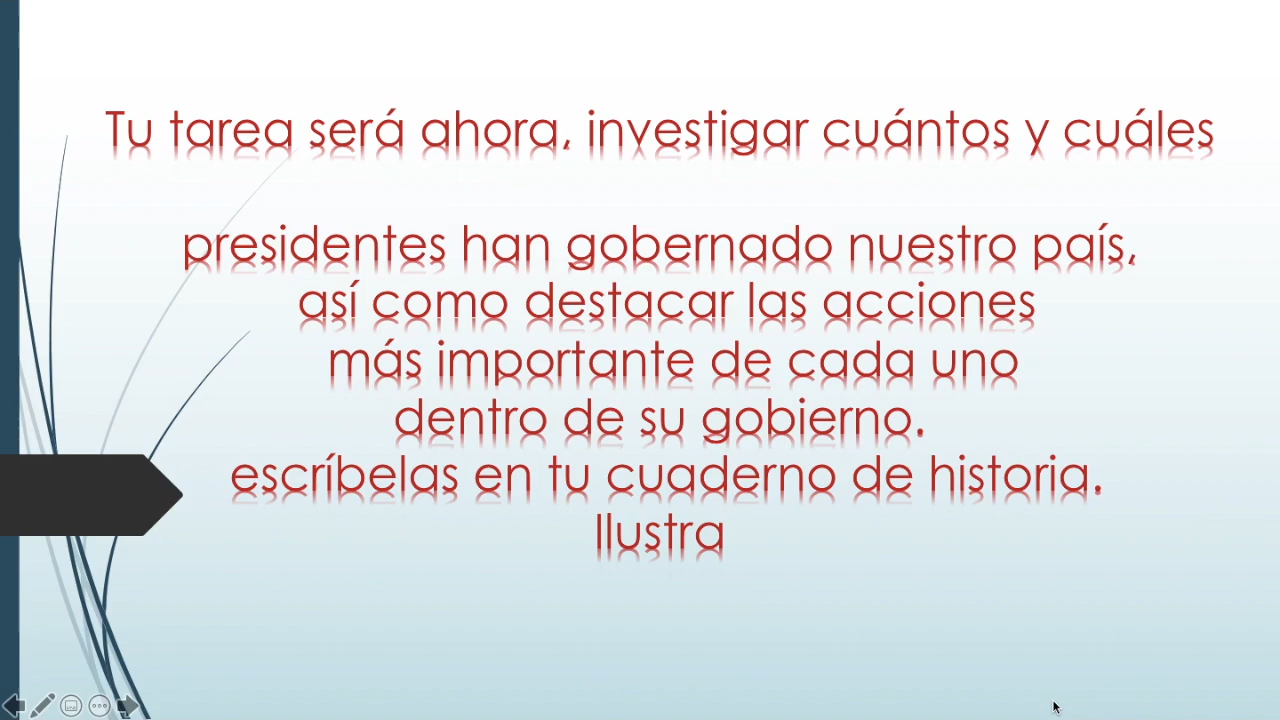 Tu tarea será ahora, investigar cuántos y cuáles
presidentes han gobernado nuestro país,
así como destacar las acciones
más importante de cada uno
dentro de su gobierno.
escríbelas en tu cuaderno de historia.
Ilustra